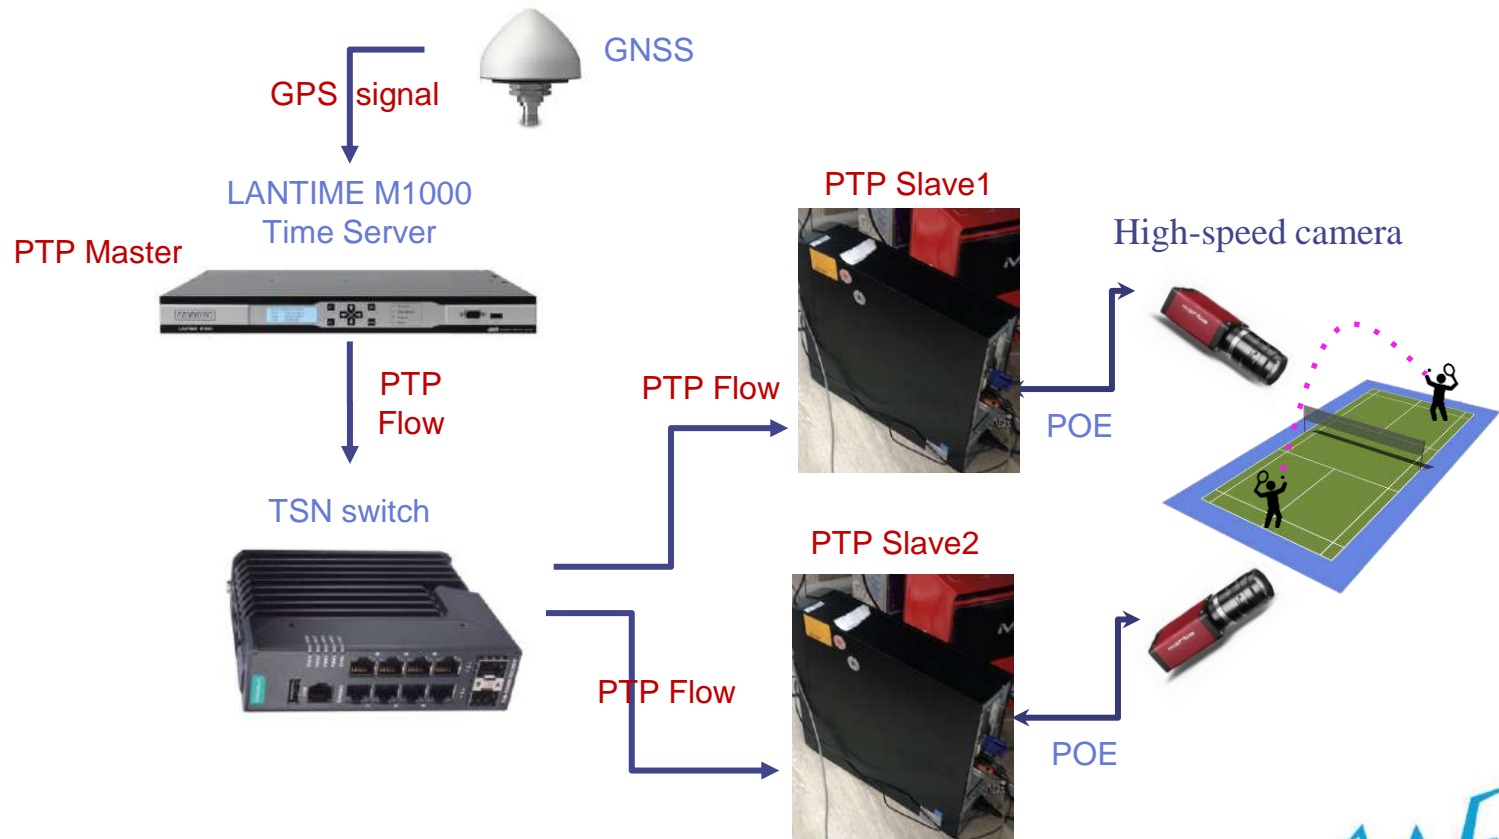 GNSS
GPS signal
LANTIME M1000
Time Server
PTP Master
PTP
Flow
TSN switch
PTP Flow
PTP Flow
PTP Slave1
PTP Slave2
High-speed camera
POE
POE